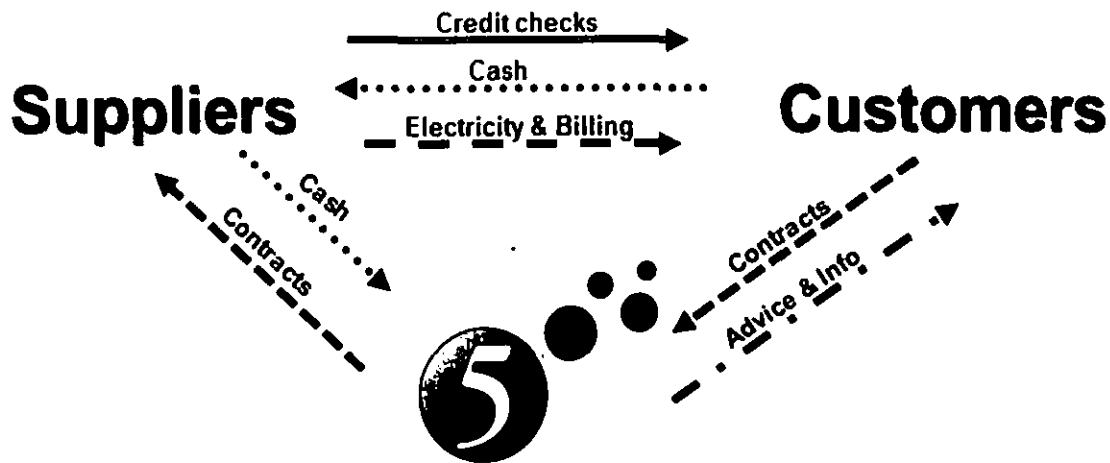 Credit checks
Cash
Suppliers
Customers
Electricity & Billing
Cash
Contracts
Contracts
Advice & Info
5